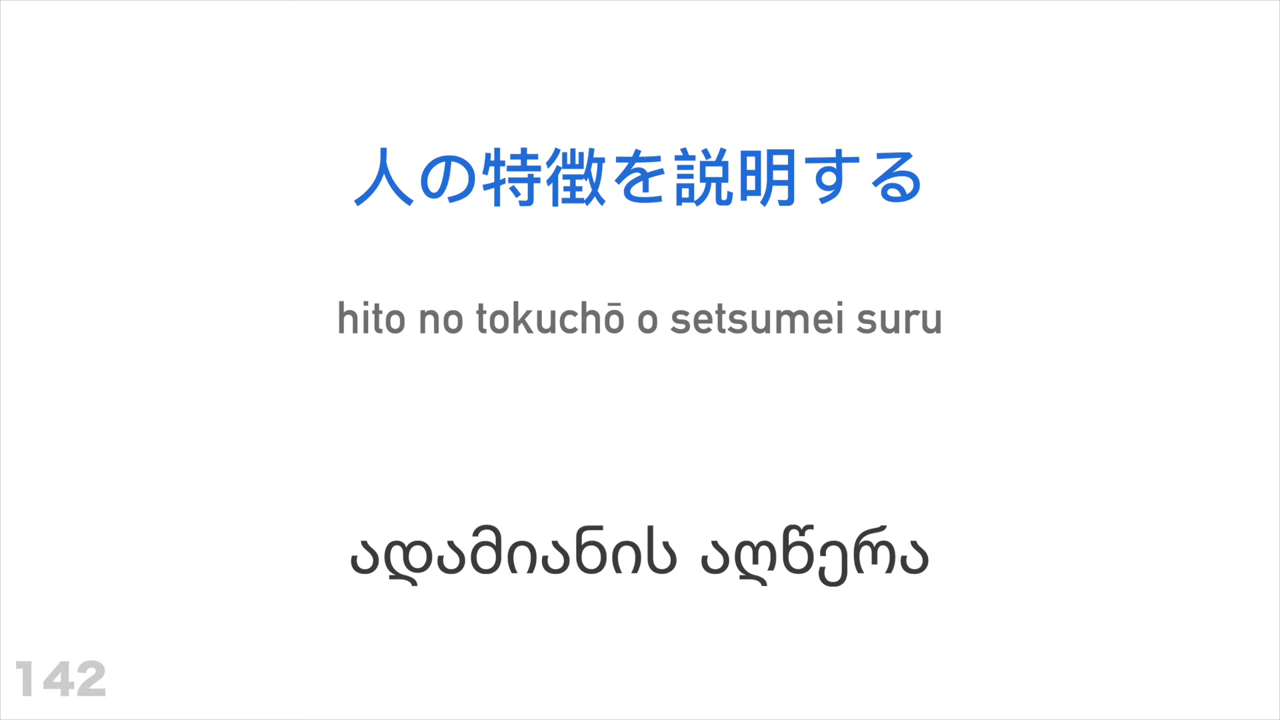 人の特徴を説明する
hito no tokuchō o setsumei suru
ადამიანის აღწერა
142